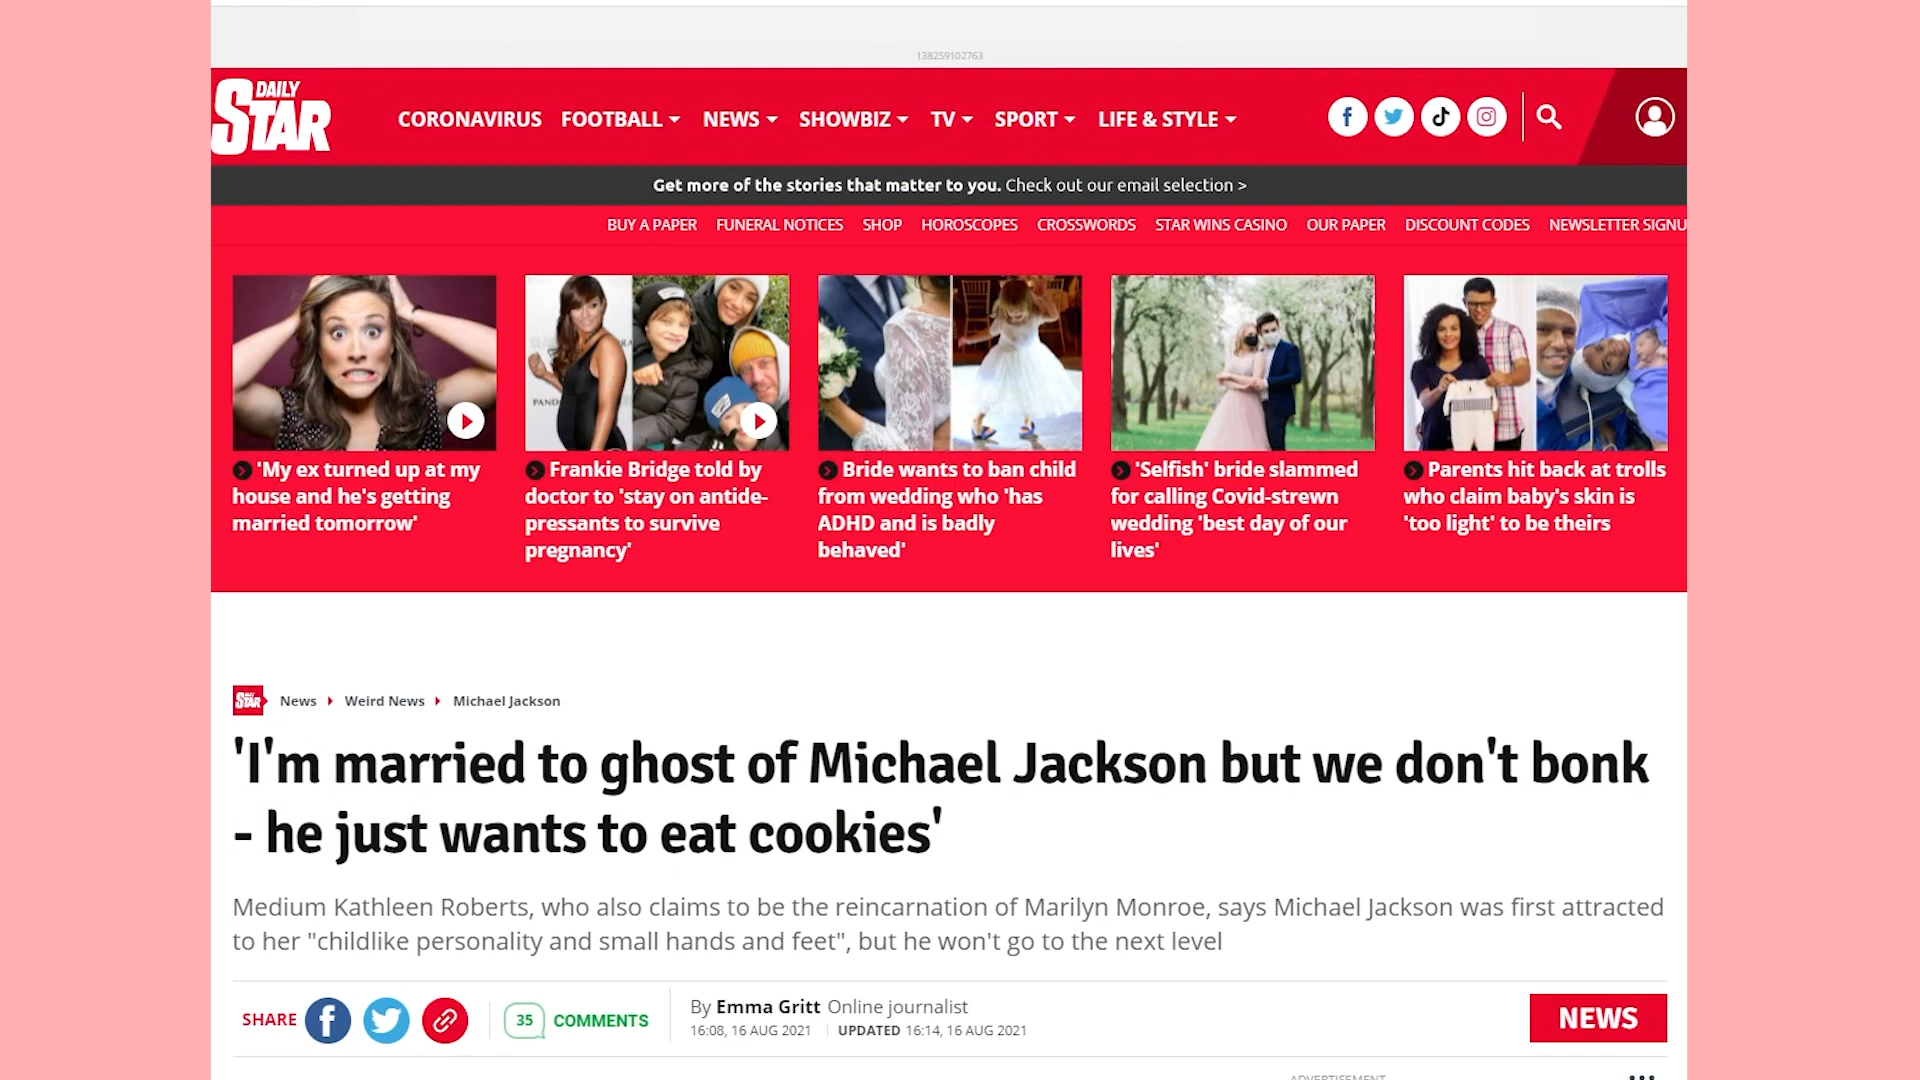 138259102763
DAILY
STAR
CORONAVIRUS FOOTBALL NEWS SHOWBIZ TV SPORT LIFE & STYLE
Get more of the stories that matter to you. Check out our email selection >
BUY A PAPER FUNERAL NOTICES SHOP HOROSCOPES CROSSWORDS STAR WINS CASINO OUR PAPER DISCOUNT CODES NEWSLETTER SIGNU
'My ex turned up at my
house and he's getting
married tomorrow'
Frankie Bridge told by
doctor to 'stay on antide-
pressants to survive
pregnancy'
Bride wants to ban child
from wedding who 'has
ADHD and is badly
behaved'
'Selfish' bride slammed
for calling Covid-strewn
wedding 'best day of our
lives'
Parents hit back at trolls
who claim baby's skin is
'too light' to be theirs
STAR News Weird News Michael Jackson
'I'm married to ghost of Michael Jackson but we don't bonk
- he just wants to eat cookies'
Medium Kathleen Roberts, who also claims to be the reincarnation of Marilyn Monroe, says Michael Jackson was first attracted
to her "childlike personality and small hands and feet", but he won't go to the next level
SHARE 35 COMMENTS
By Emma Gritt Online journalist
16:08, 16 AUG 2021 UPDATED 16:14, 16 AUG 2021
NEWS
ADVERTISEMENT